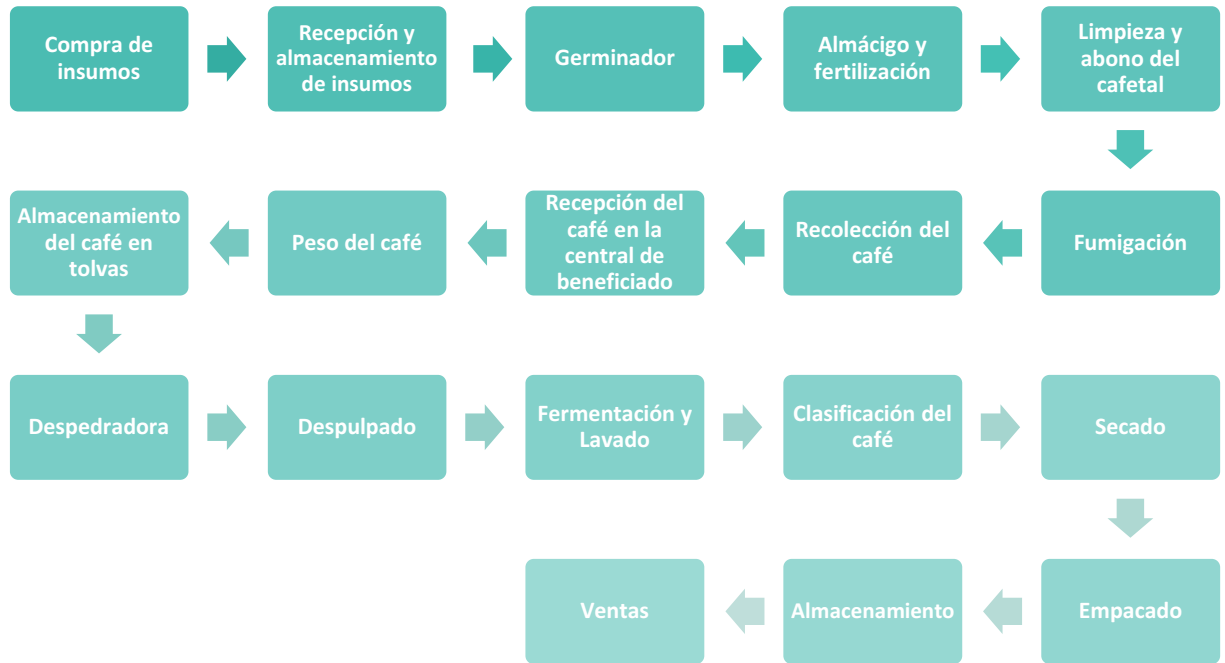 Compra de
insumos
Recepción y
almacenamiento
de insumos
Germinador
Almácigo y
fertilización
Limpieza y
abono del
cafetal
Fumigación
Recolección del
café
Recepción del
café en la
central de
beneficiado
Peso del café
Almacenamiento
del café en
tolvas
Despedradora
Despulpado
Fermentación y
Lavado
Clasificación del
café
Secado
Empacado
Almacenamiento
Ventas